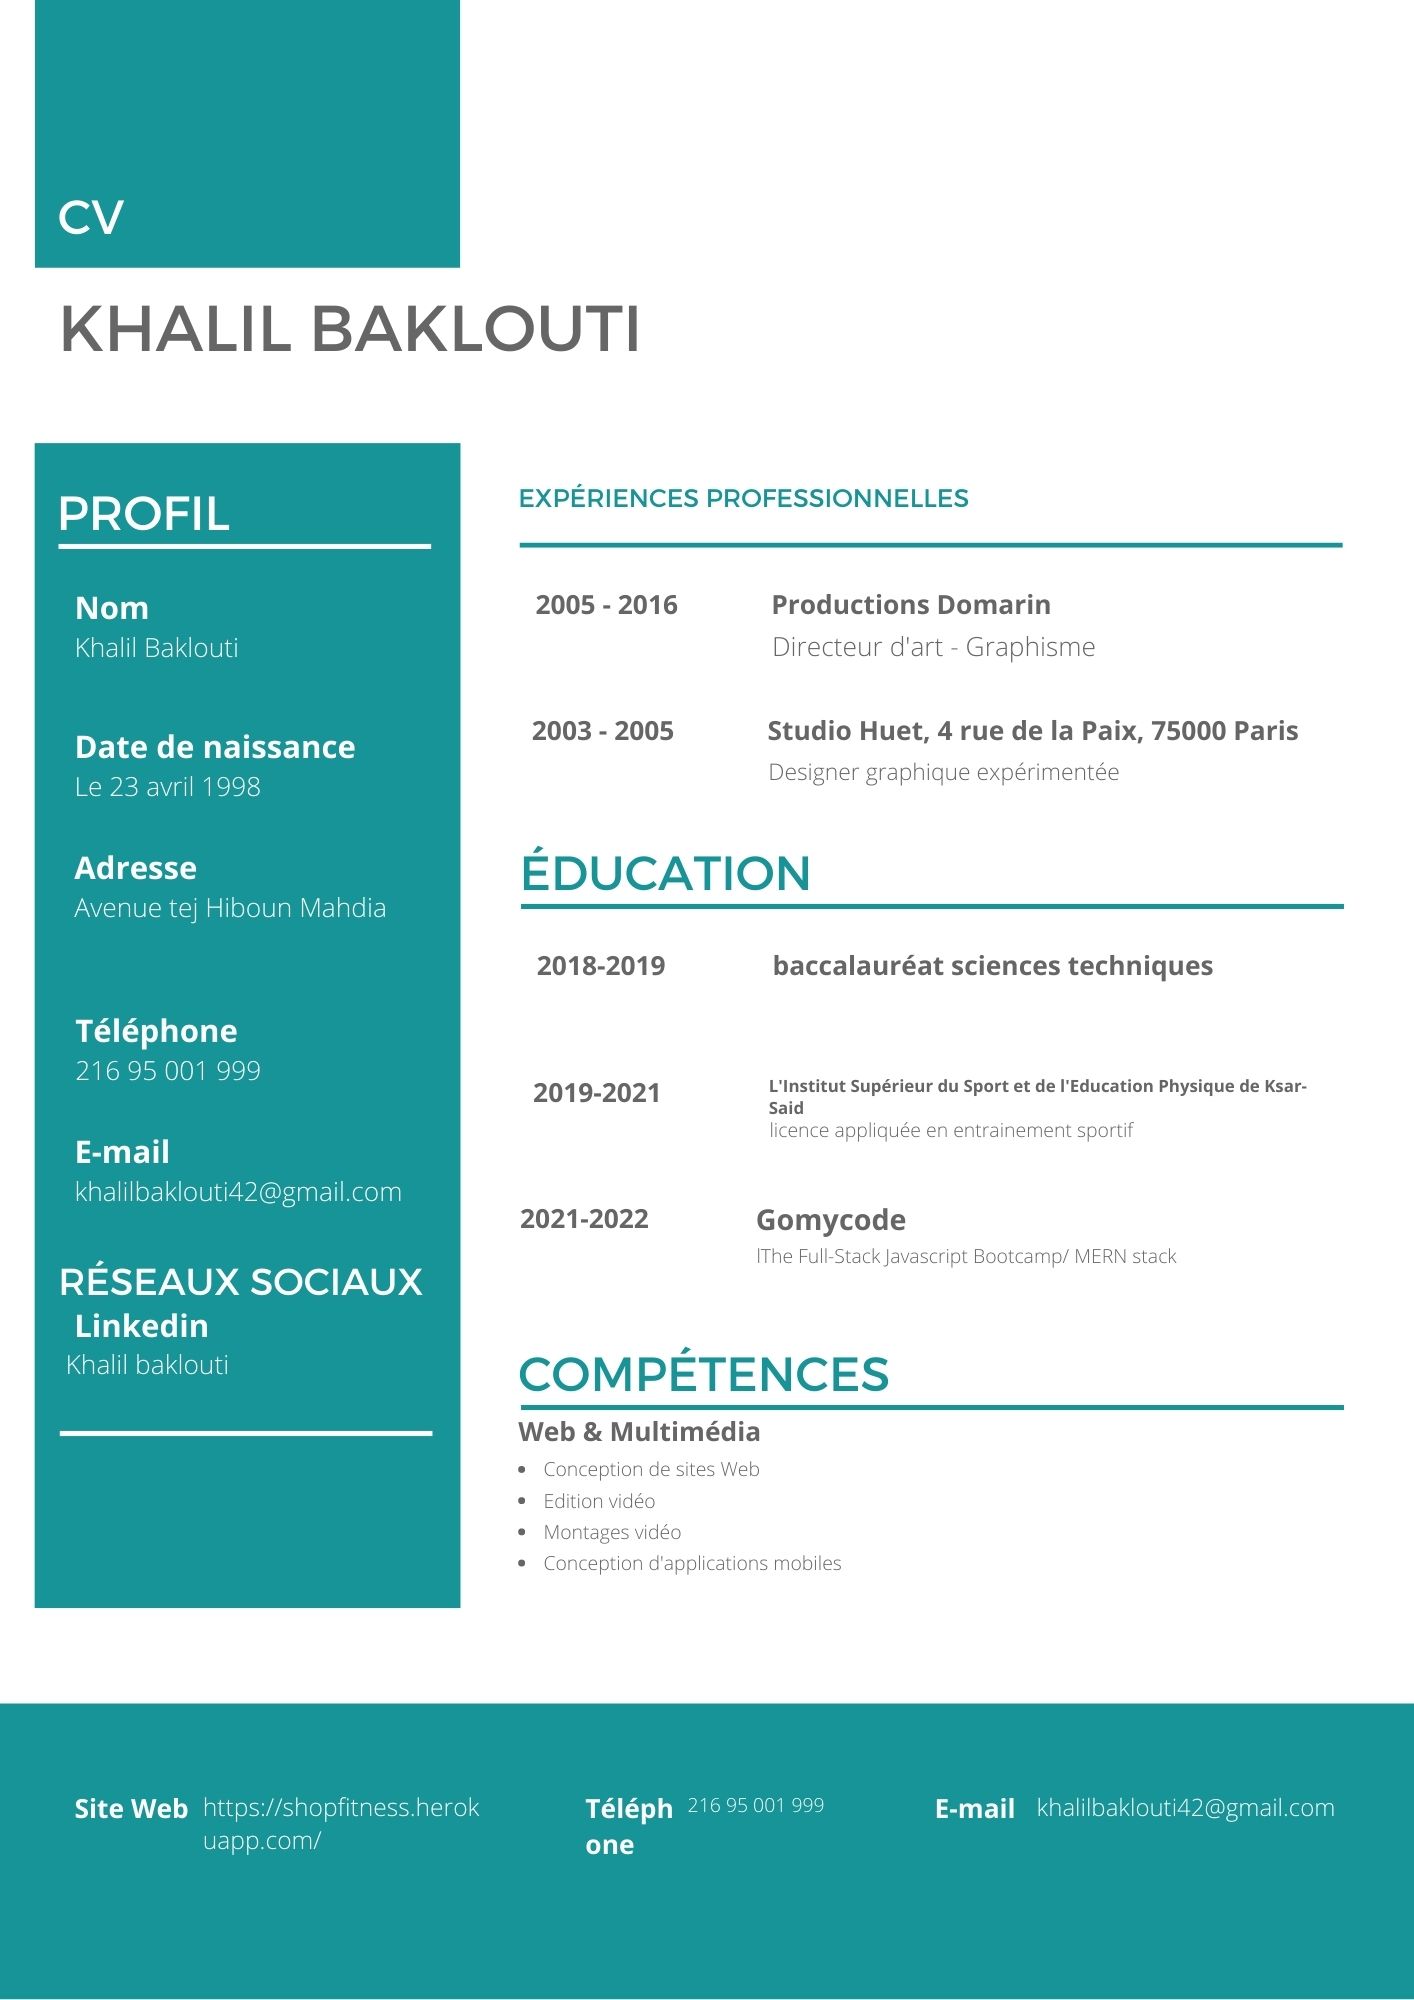 CV
KHALIL BAKLOUTI
PROFIL
Nom
Khalil Baklouti
Date de naissance
Le 23 avril 1998
Adresse
Avenue tej Hiboun Mahdia
Téléphone
216 95 001 999
E-mail
khalilbaklouti42@gmail.com
RÉSEAUX SOCIAUX
Linkedin
Khalil baklouti
EXPÉRIENCES PROFESSIONNELLES
2005 - 2016 Productions Domarin
Directeur d'art - Graphisme
2003 - 2005 Studio Huet, 4 rue de la Paix, 75000 Paris
Designer graphique expérimentée
ÉDUCATION
2018-2019 baccalauréat sciences techniques
2019-2021 L'Institut Supérieur du Sport et de l'Education Physique de Ksar-
Said
licence appliquée en entrainement sportif
2021-2022 Gomycode
lThe Full-Stack Javascript Bootcamp/ MERN stack
COMPÉTENCES
Web & Multimédia
• Conception de sites Web
• Edition vidéo
• Montages vidéo
• Conception d'applications mobiles
Site Web https://shopfitness.herok
uapp.com/
Téléph 216 95 001 999
one
E-mail khalilbaklouti42@gmail.com